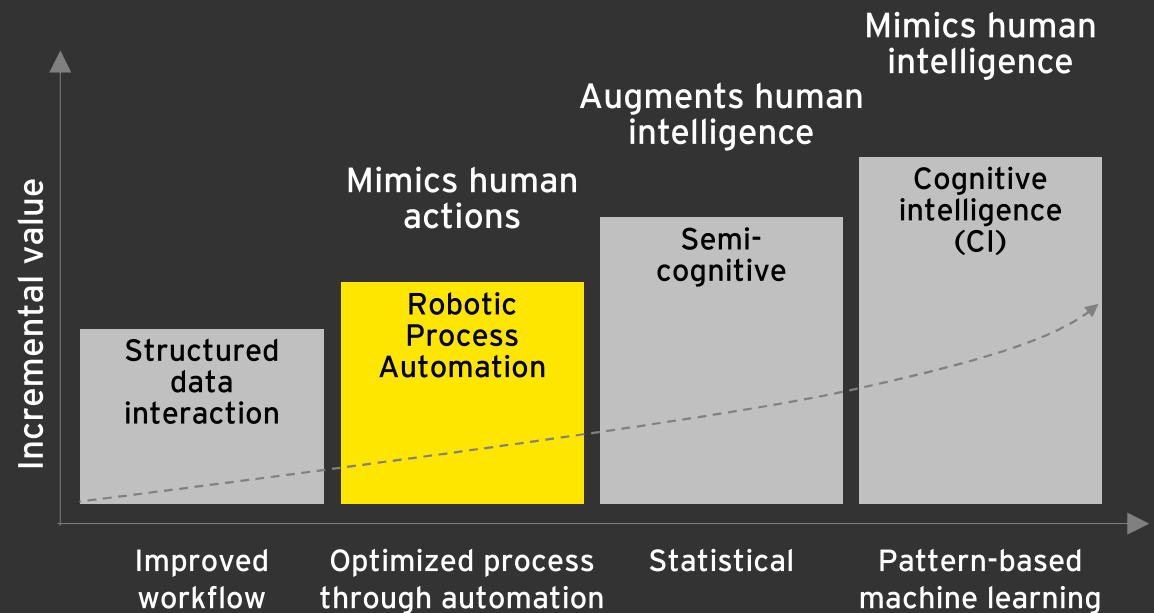 Mimics human
intelligence
Augments human
intelligence
Mimics human
actions
Incremental value
Structured
data
interaction
Robotic
Process
Automation
Semi-
cognitive
Cognitive
intelligence
(CI)
Improved
workflow
Optimized process
through automation
Statistical
Pattern-based
machine learning